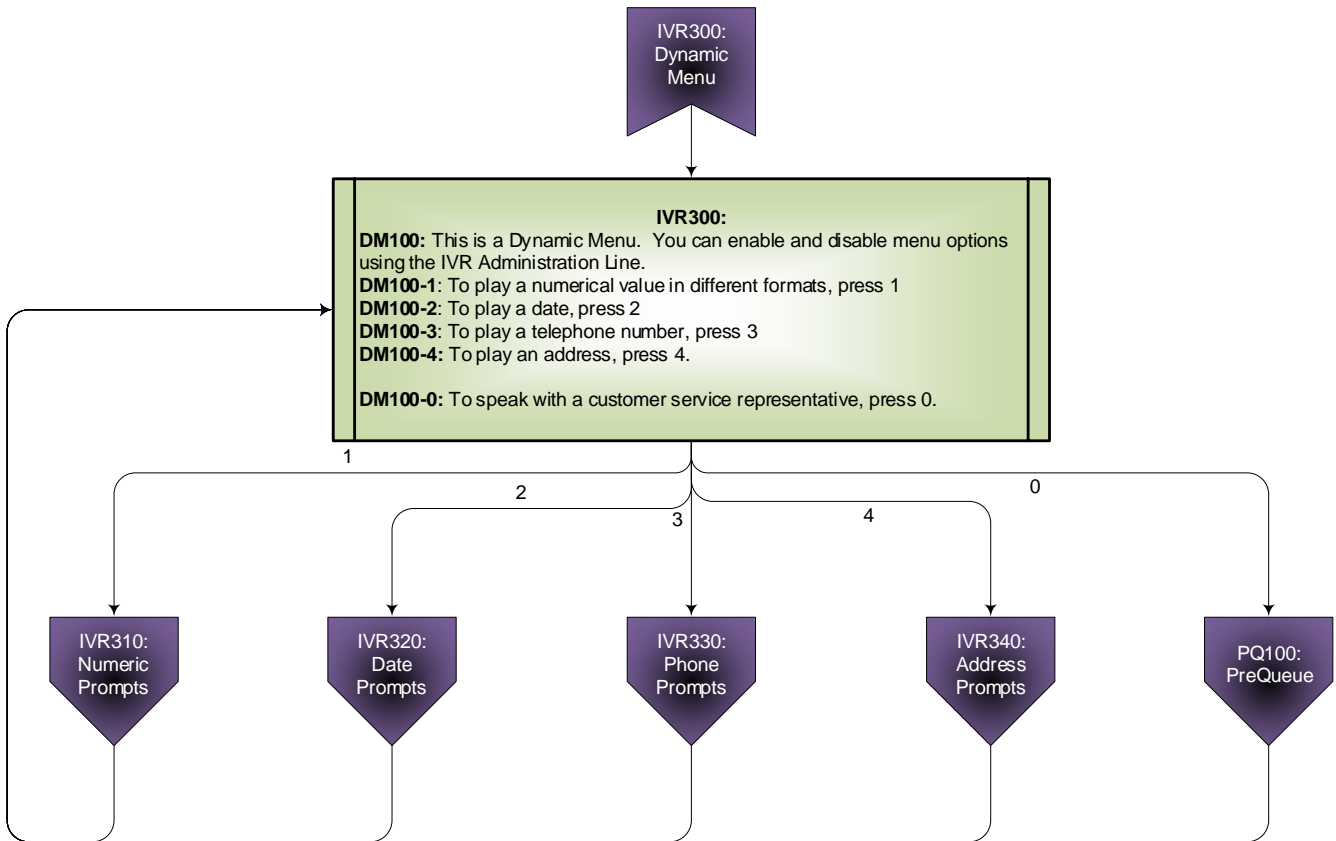 IVR300:
Dynamic
Menu
IVR300:
DM100: This is a Dynamic Menu.  You can enable and disable menu options
using the IVR Administration Line.
DM100-1: To play a numerical value in different formats, press 1
DM100-2: To play a date, press 2
DM100-3: To play a telephone number, press 3
DM100-4: To play an address, press 4.
DM100-0: To speak with a customer service representative, press 0.
1
2
3
4
0
IVR310:
Numeric
Prompts
IVR320:
Date
Prompts
IVR330:
Phone
Prompts
IVR340:
Address
Prompts
PQ100:
PreQueue